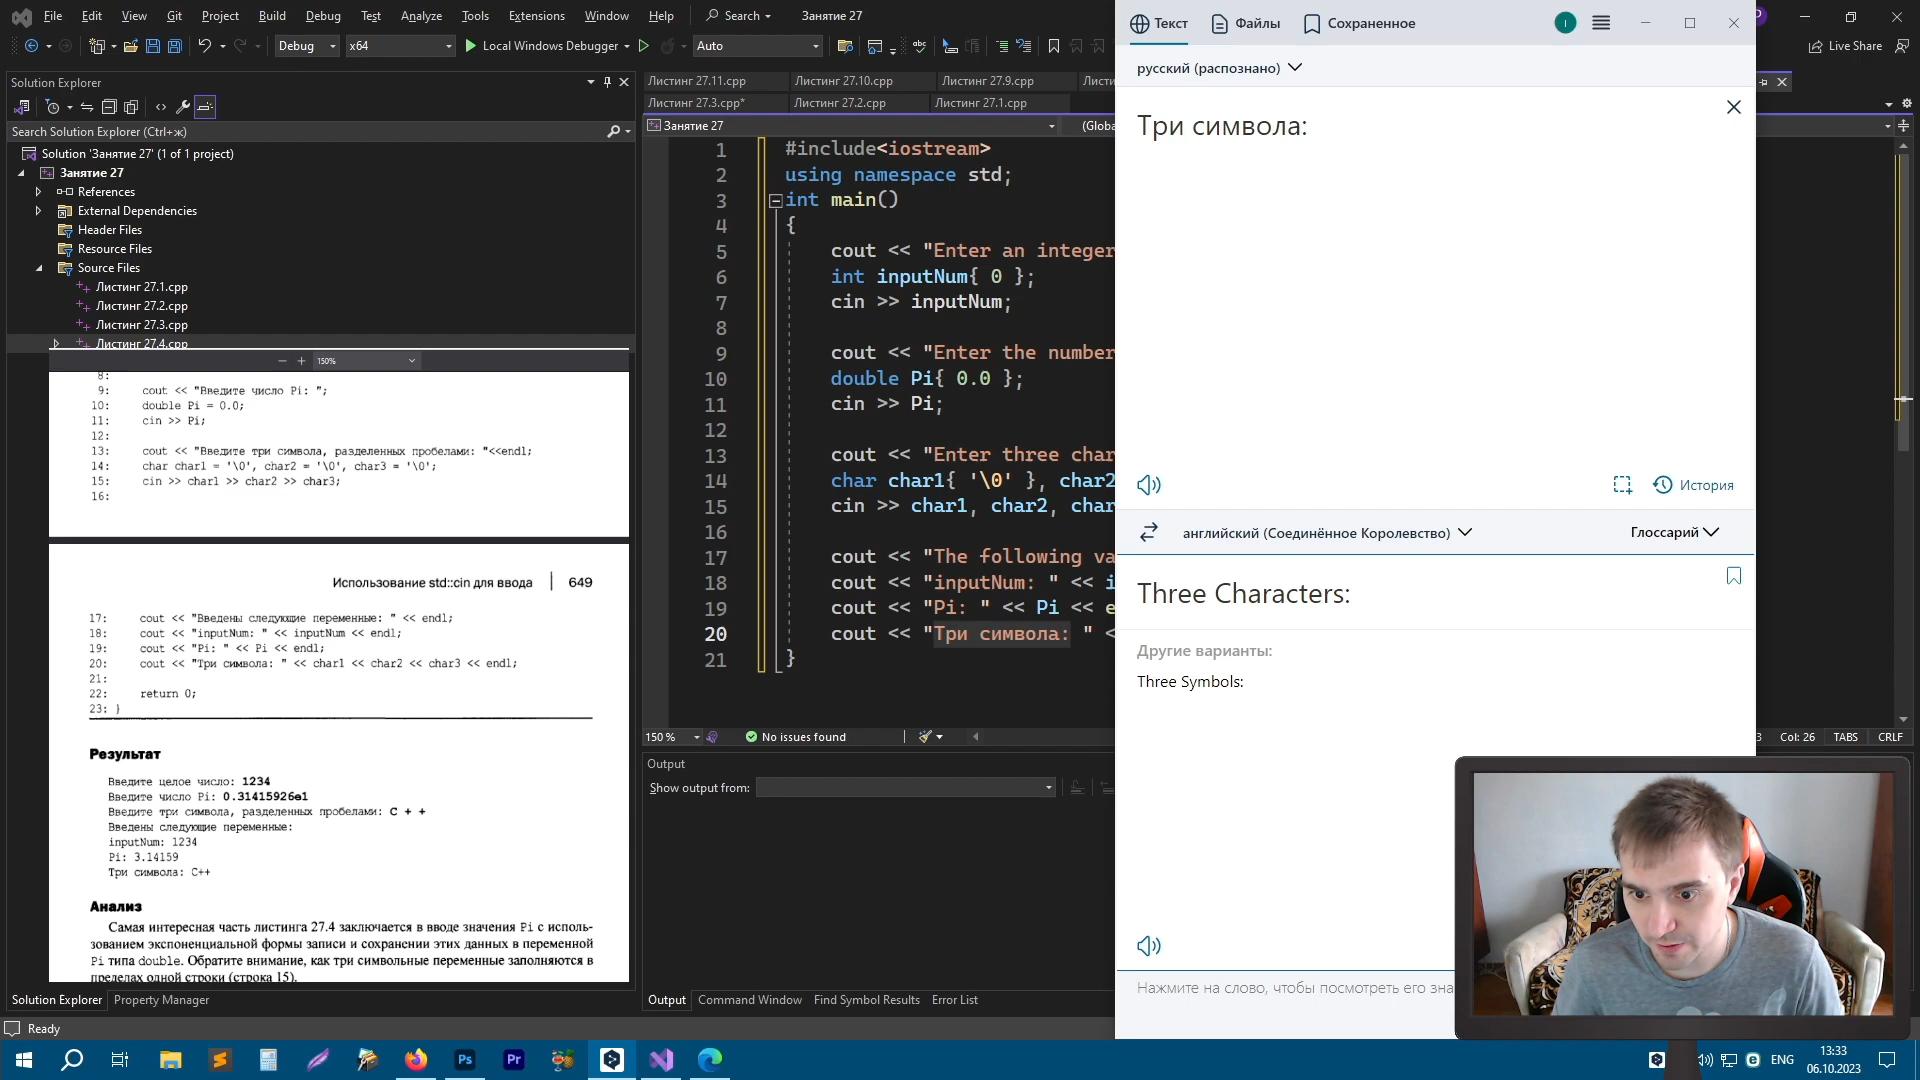 File Edit View Git Project Build Debug Test Analyze Tools Extensions Window Help Search Занятие 27
Debug x64 Local Windows Debugger Auto Live Share
Solution Explorer
Search Solution Explorer (Ctrl+ж)
Solution 'Занятие 27' (1 of 1 project)
Занятие 27
References
External Dependencies
Header Files
Resource Files
Source Files
Листинг 27.1.cpp
Листинг 27.2.cpp
Листинг 27.3.cpp
Листинг 27.4.cpp
150%
8:
9: cout << "Введите число Pi: ";
10: double Pi = 0.0;
11: cin >> Pi;
12:
13: cout << "Введите три символа, разделенных пробелами: "<<endl;
14: char char1 = '\0', char2 = '\0', char3 = '\0';
15: cin >> char1 >> char2 >> char3;
16:
Использование std::cin для ввода 649
17: cout << "Введены следующие переменные: " << endl;
18: cout << "inputNum: " << inputNum << endl;
19: cout << "Pi: " << Pi << endl;
20: cout << "Три символа: " << char1 << char2 << char3 << endl;
21:
22: return 0;
23: }
Результат
Введите целое число: 1234
Введите число Pi: 0.31415926e1
Введите три символа, разделенных пробелами: C + +
Введены следующие переменные:
inputNum: 1234
Pi: 3.14159
Три символа: C++
Анализ
Самая интересная часть листинга 27.4 заключается в вводе значения Pi с исполь-
зованием экспоненциальной формы записи и сохранении этих данных в переменной
Pi типа double. Обратите внимание, как три символьные переменные заполняются в
пределах одной строки (строка 15).
Solution Explorer Property Manager
Листинг 27.11.cpp Листинг 27.10.cpp Листинг 27.9.cpp Листи
Листинг 27.3.cpp* Листинг 27.2.cpp Листинг 27.1.cpp
Занятие 27 (Globa
1 #include<iostream>
2 using namespace std;
3 int main()
4 {
5 cout << "Enter an integer
6 int inputNum{ 0 };
7 cin >> inputNum;
8
9 cout << "Enter the number
10 double Pi{ 0.0 };
11 cin >> Pi;
12
13 cout << "Enter three char
14 char char1{ '\0' }, char2
15 cin >> char1, char2, char
16
17 cout << "The following va
18 cout << "inputNum: " << i
19 cout << "Pi: " << Pi << e
20 cout << "Три символа: " <
21 }
150 % No issues found
3 Col: 26 TABS CRLF
Output
Show output from:
Output Command Window Find Symbol Results Error List
Текст Файлы Сохраненное
русский (распознано)
Три символа:
История
английский (Соединённое Королевство) Глоссарий
Three Characters:
Другие варианты:
Three Symbols:
Нажмите на слово, чтобы посмотреть его зна
Ready
Ps Pr
ENG 13:33
06.10.2023